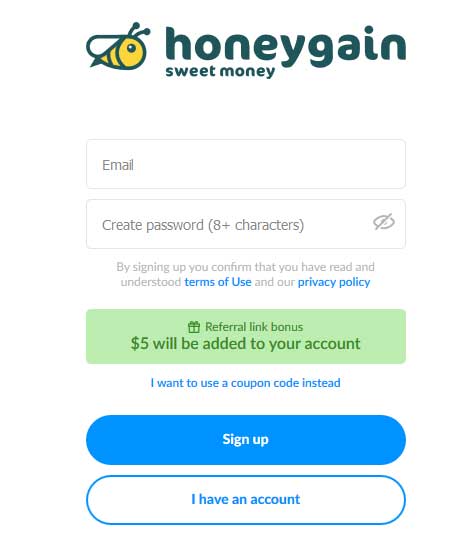 honeygain
sweet money
Email
Create password (8+ characters)
By signing up you confirm that you have read and
understood terms of Use and our privacy policy
Referral link bonus
$5 will be added to your account
I want to use a coupon code instead
Sign up
I have an account